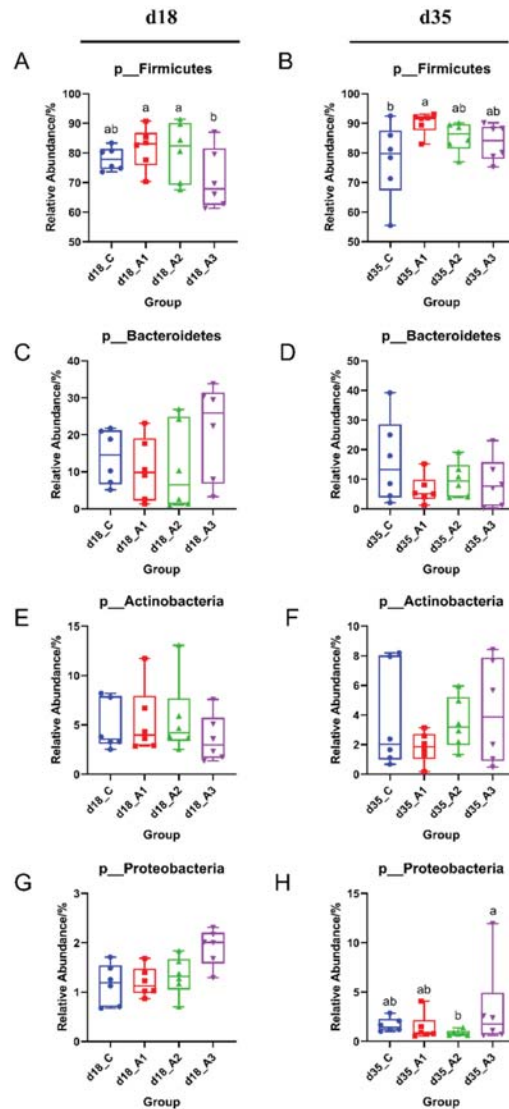 d18
d35
A
p__Firmicutes
Relative Abundance/%
100
90
80
70
60
50
ab
a
a
b
d18_C
d18_A1
d18_A2
d18_A3
Group
B
p__Firmicutes
Relative Abundance/%
100
90
80
70
60
50
b
a
ab
ab
d35_C
d35_A1
d35_A2
d35_A3
Group
C
p__Bacteroidetes
Relative Abundance/%
40
30
20
10
0
d18_C
d18_A1
d18_A2
d18_A3
Group
D
p__Bacteroidetes
Relative Abundance/%
50
40
30
20
10
0
d35_C
d35_A1
d35_A2
d35_A3
Group
E
p__Actinobacteria
Relative Abundance/%
15
10
5
0
d18_C
d18_A1
d18_A2
d18_A3
Group
F
p__Actinobacteria
Relative Abundance/%
10
8
6
4
2
0
d35_C
d35_A1
d35_A2
d35_A3
Group
G
p__Proteobacteria
Relative Abundance/%
3
2
1
0
d18_C
d18_A1
d18_A2
d18_A3
Group
H
p__Proteobacteria
Relative Abundance/%
15
10
5
0
ab
ab
b
a
d35_C
d35_A1
d35_A2
d35_A3
Group